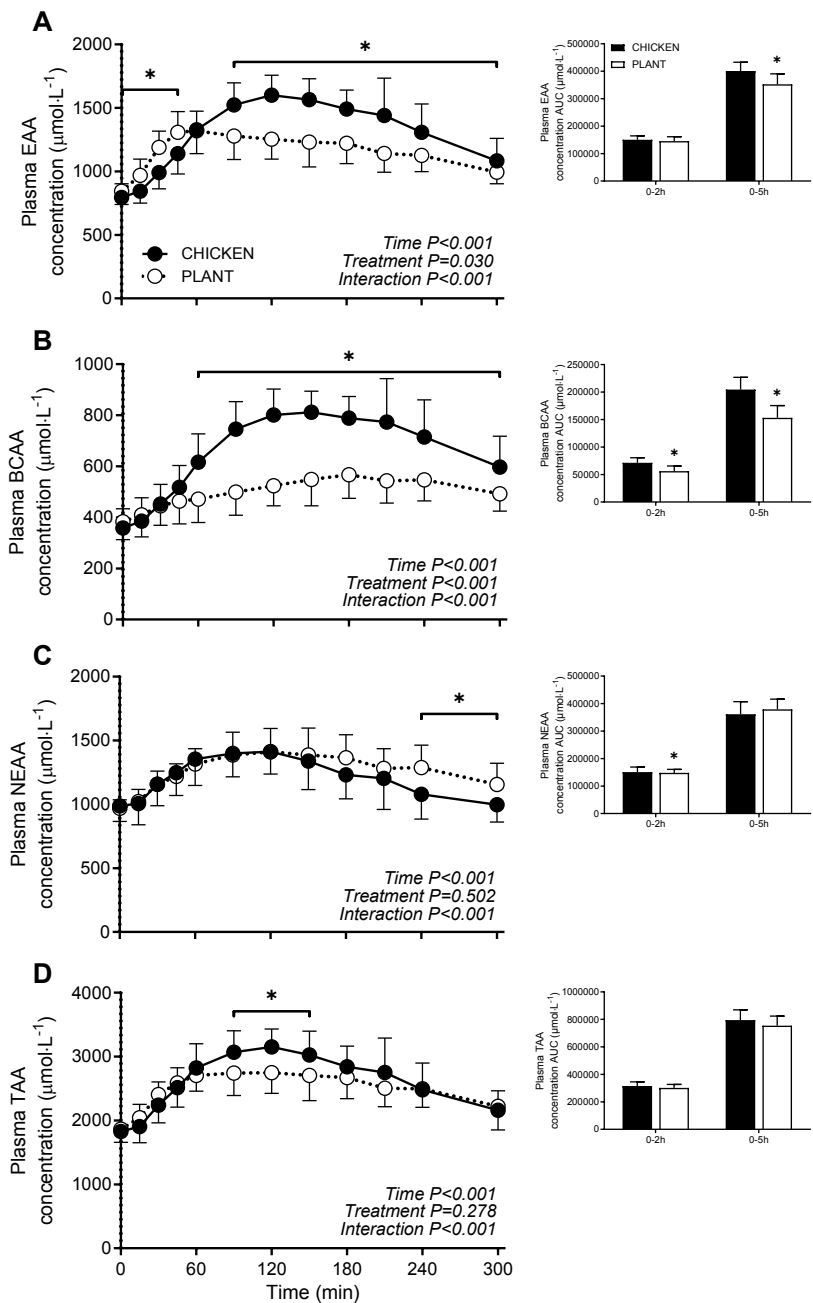 A
Plasma EAA
concentration (μmol·L⁻¹)
2000
1500
1000
500
0
*
*
CHICKEN
PLANT
Time P<0.001
Treatment P=0.030
Interaction P<0.001
Plasma EAA
concentration AUC (μmol·L⁻¹)
500000
400000
300000
200000
100000
0
CHICKEN
PLANT
*
0-2h
0-5h
B
Plasma BCAA
concentration (μmol·L⁻¹)
1000
800
600
400
200
0
*
Time P<0.001
Treatment P<0.001
Interaction P<0.001
Plasma BCAA
concentration AUC (μmol·L⁻¹)
250000
200000
150000
100000
50000
0
*
*
0-2h
0-5h
C
Plasma NEAA
concentration (μmol·L⁻¹)
2000
1500
1000
500
0
*
Time P<0.001
Treatment P=0.502
Interaction P<0.001
Plasma NEAA
concentration AUC (μmol·L⁻¹)
500000
400000
300000
200000
100000
0
*
0-2h
0-5h
D
Plasma TAA
concentration (μmol·L⁻¹)
4000
3000
2000
1000
0
*
Time P<0.001
Treatment P=0.278
Interaction P<0.001
0
60
120
180
240
300
Time (min)
Plasma TAA
concentration AUC (μmol·L⁻¹)
1000000
800000
600000
400000
200000
0
0-2h
0-5h